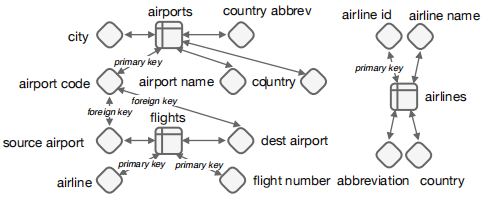 airports
country abbrev
airline id
airline name
city
primary key
primary key
airport code
airport name
country
airlines
foreign key
foreign key
flights
source airport
dest airport
primary key
primary key
airline
flight number
abbreviation
country